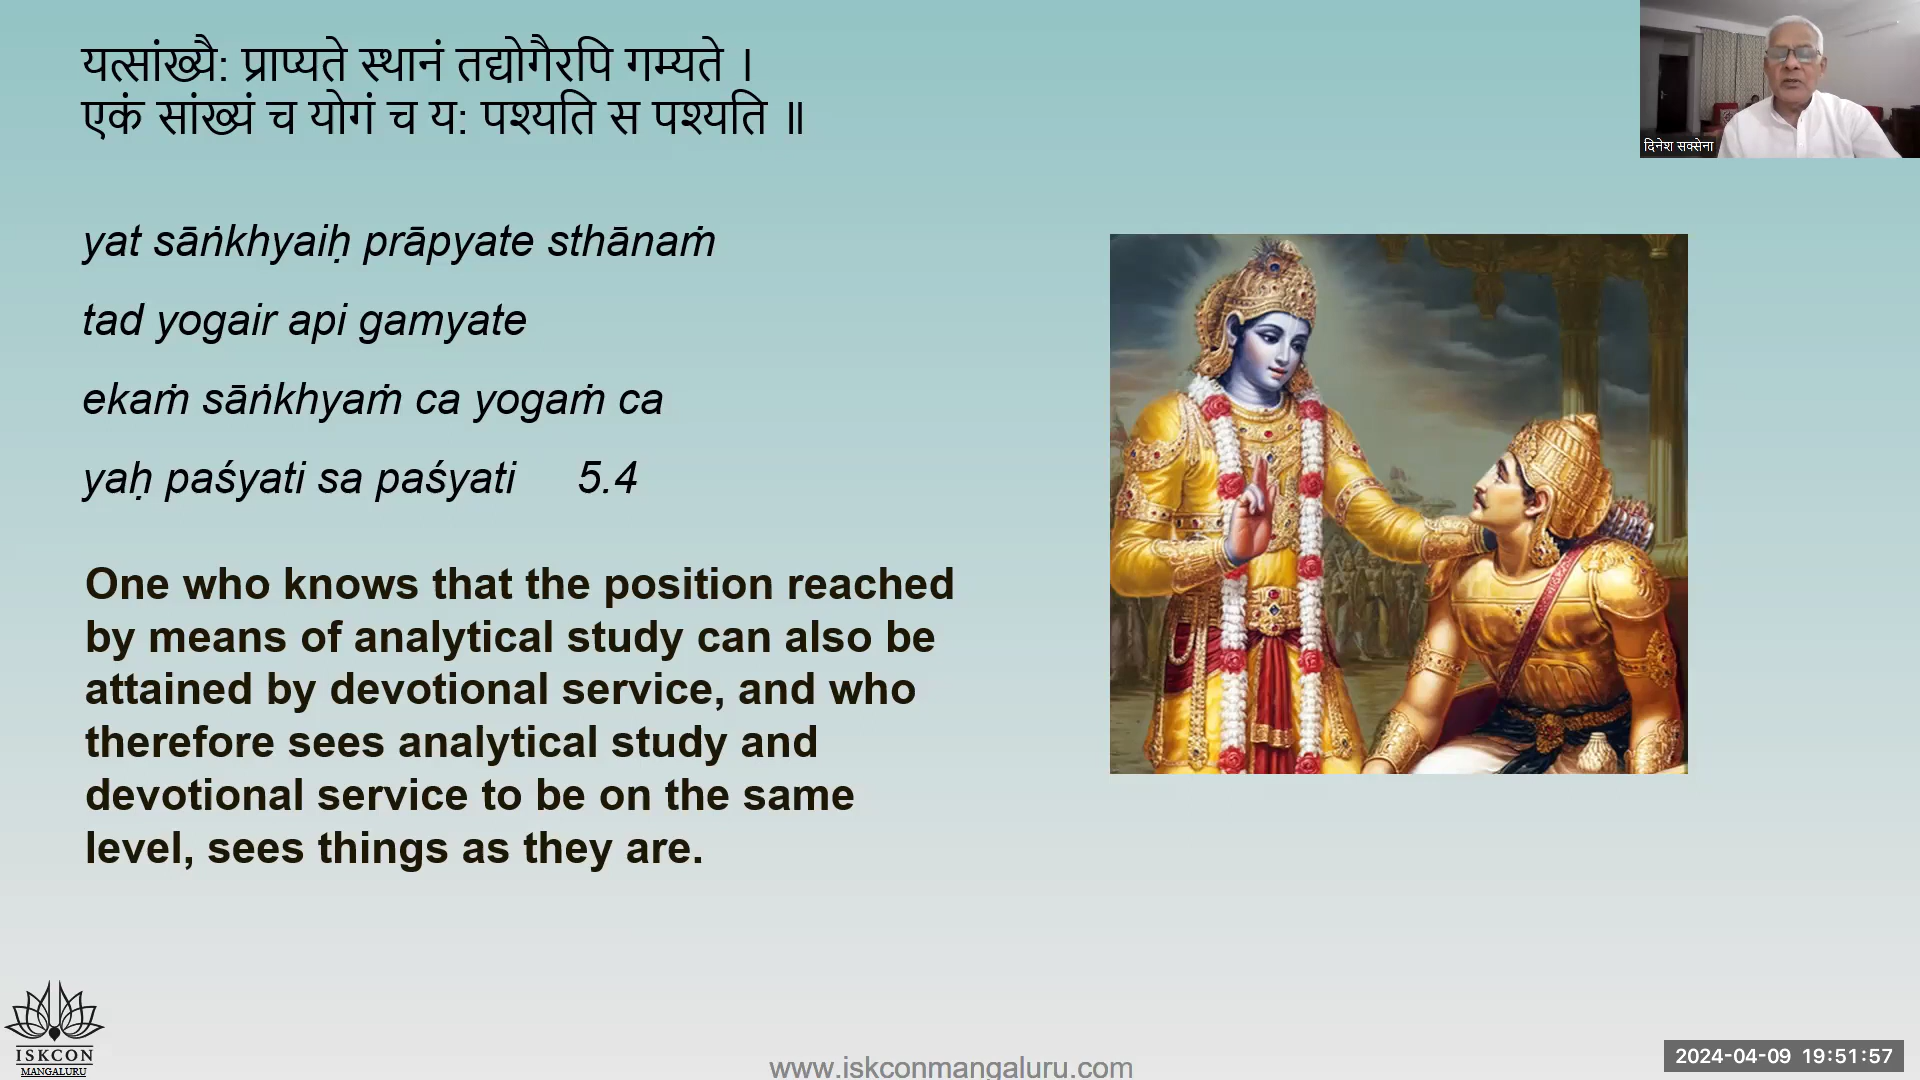 यत्सांख्यै: प्राप्यते स्थानं तद्योगैरपि गम्यते ।
एकं सांख्यं च योगं च य: पश्यति स पश्यति ॥
दिनेश सक्सेना
yat sāṅkhyaiḥ prāpyate sthānaṁ
tad yogair api gamyate
ekaṁ sāṅkhyaṁ ca yogaṁ ca
yaḥ paśyati sa paśyati 5.4
One who knows that the position reached
by means of analytical study can also be
attained by devotional service, and who
therefore sees analytical study and
devotional service to be on the same
level, sees things as they are.
ISKCON
MANGALURU
www.iskconmangaluru.com
2024-04-09 19:51:57